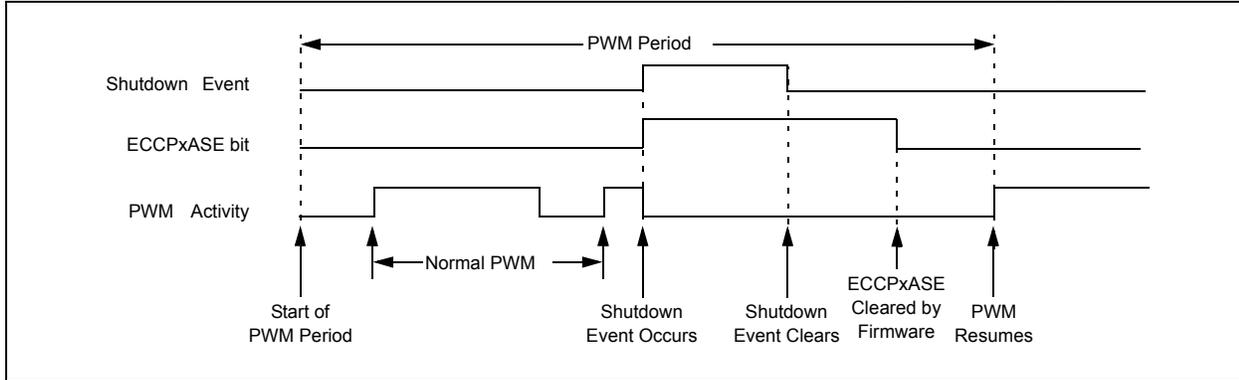 PWM Period
Shutdown Event
ECCPxASE bit
PWM Activity
Normal PWM
Start of
PWM Period
Shutdown
Event Occurs
Shutdown
Event Clears
ECCPxASE
Cleared by
Firmware
PWM
Resumes